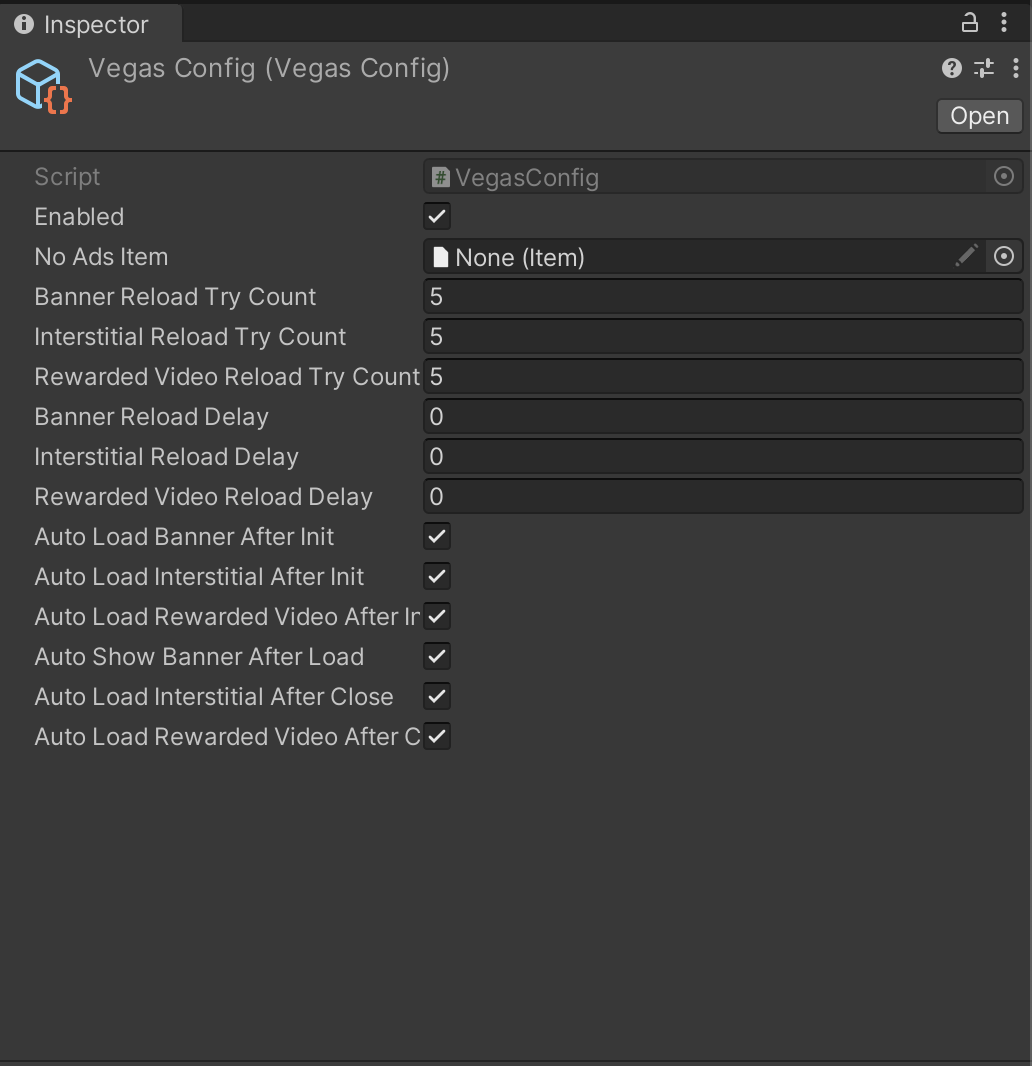 Inspector
Vegas Config (Vegas Config)
Open
Script # VegasConfig
Enabled
No Ads Item None (Item)
Banner Reload Try Count 5
Interstitial Reload Try Count 5
Rewarded Video Reload Try Count 5
Banner Reload Delay 0
Interstitial Reload Delay 0
Rewarded Video Reload Delay 0
Auto Load Banner After Init
Auto Load Interstitial After Init
Auto Load Rewarded Video After In
Auto Show Banner After Load
Auto Load Interstitial After Close
Auto Load Rewarded Video After C